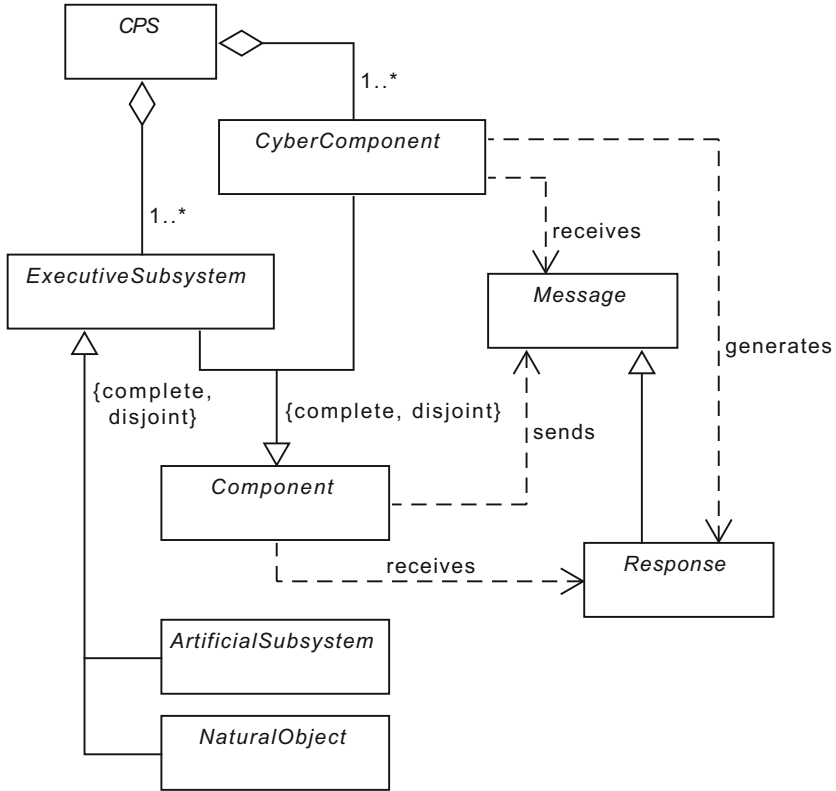 CPS
1..*
CyberComponent
1..*
receives
ExecutiveSubsystem
Message
generates
{complete,
disjoint}
{complete, disjoint}
sends
Component
receives
Response
ArtificialSubsystem
NaturalObject